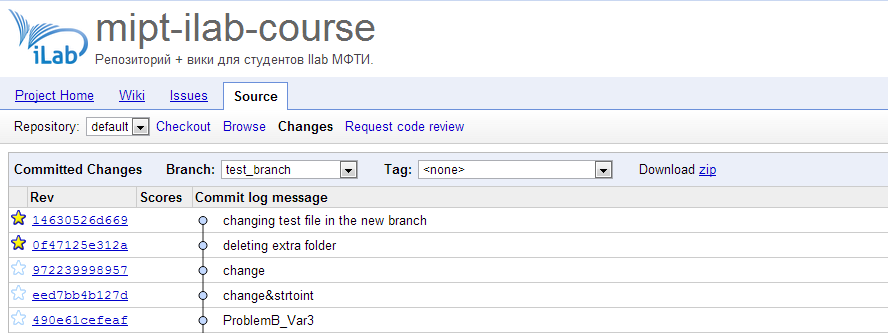 iLab
mipt-ilab-course
Репозиторий + вики для студентов Ilab МФТИ.
Project Home Wiki Issues Source
Repository: default Checkout Browse Changes Request code review
Committed Changes Branch: test_branch Tag: <none> Download zip
Rev Scores Commit log message
14630526d669 changing test file in the new branch
0f47125e312a deleting extra folder
972239998957 change
eed7bb4b127d change&strtoint
490e61cefeaf ProblemB_Var3